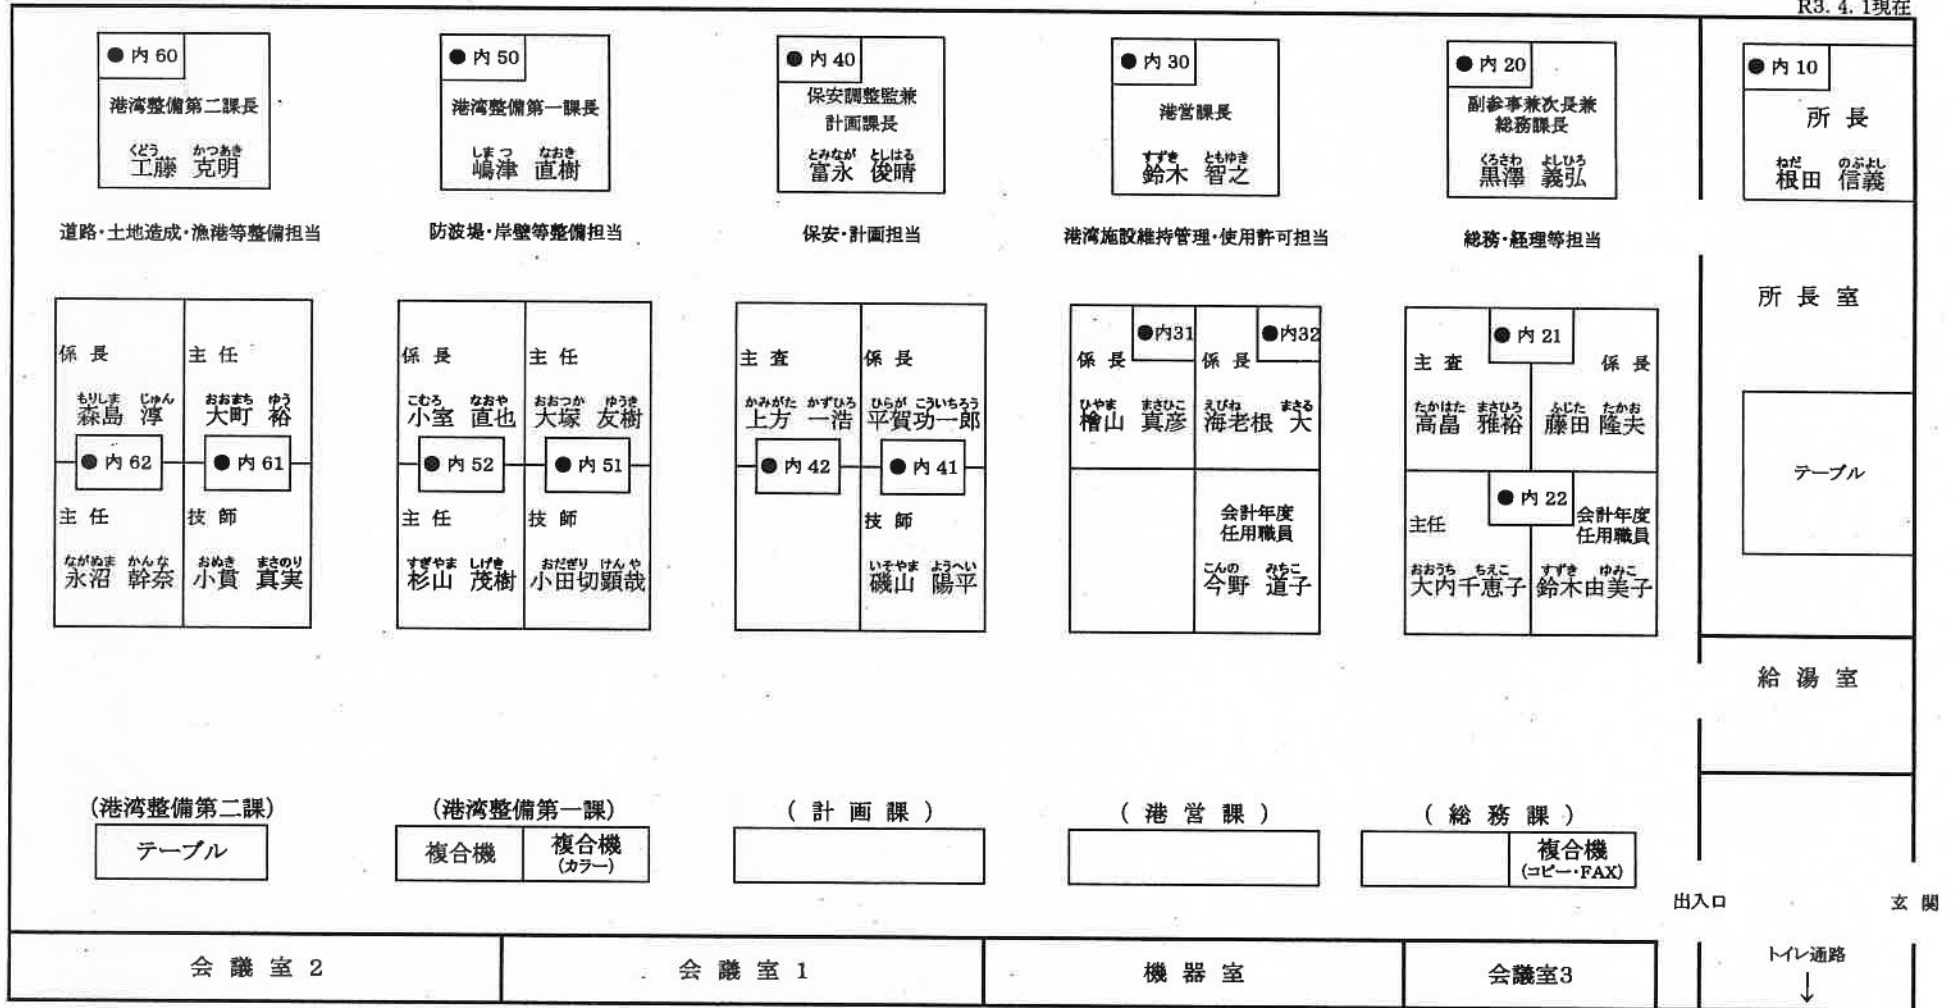 R3. 4. 1現在
● 内 60
港湾整備第二課長
くどう かつあき
工藤 克明
道路・土地造成・漁港等整備担当
● 内 50
港湾整備第一課長
しまつ なおき
嶋津 直樹
防波堤・岸壁等整備担当
● 内 40
保安調整監兼
計画課長
とみなが としはる
富永 俊晴
保安・計画担当
● 内 30
港営課長
すずき ともゆき
鈴木 智之
港湾施設維持管理・使用許可担当
● 内 20
副参事兼次長兼
総務課長
くろさわ よしひろ
黒澤 義弘
総務・経理等担当
● 内 10
所 長
ねだ のぶよし
根田 信義
所 長 室
テーブル
給 湯 室
係 長
もりしま じゅん
森島 淳
主 任
おおまち ゆう
大町 裕
● 内 62
● 内 61
主 任
ながぬま かんな
永沼 幹奈
技 師
おぬき まさのり
小貫 真実
係 長
こむろ なおや
小室 直也
主 任
おおつか ゆうき
大塚 友樹
● 内 52
● 内 51
主 任
すぎやま しげき
杉山 茂樹
技 師
おだぎり けんや
小田切顕哉
主 査
かみがた かずひろ
上方 一浩
係 長
ひらが こういちろう
平賀功一郎
● 内 42
● 内 41
技 師
いそやま ようへい
磯山 陽平
●内31
係 長
ひやま まさひこ
檜山 真彦
●内32
係 長
えびね まさる
海老根 大
会計年度
任用職員
こんの みちこ
今野 道子
● 内 21
主 査
たかはた まさひろ
高畠 雅裕
係 長
ふじた たかお
藤田 隆夫
● 内 22
主任
おおうち ちえこ
大内千恵子
会計年度
任用職員
すずき ゆみこ
鈴木由美子
(港湾整備第二課)
テーブル
(港湾整備第一課)
複合機
複合機
(カラー)
( 計 画 課 )
( 港 営 課 )
( 総 務 課 )
複合機
(コピー・FAX)
出入口
玄 関
会 議 室 2
会 議 室 1
機 器 室
会議室3
トイレ通路
↓